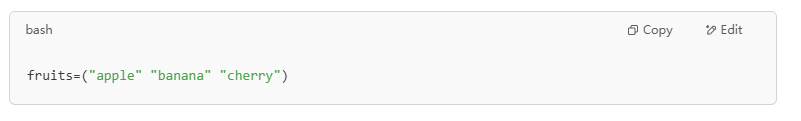 bash Copy Edit
fruits=("apple" "banana" "cherry")